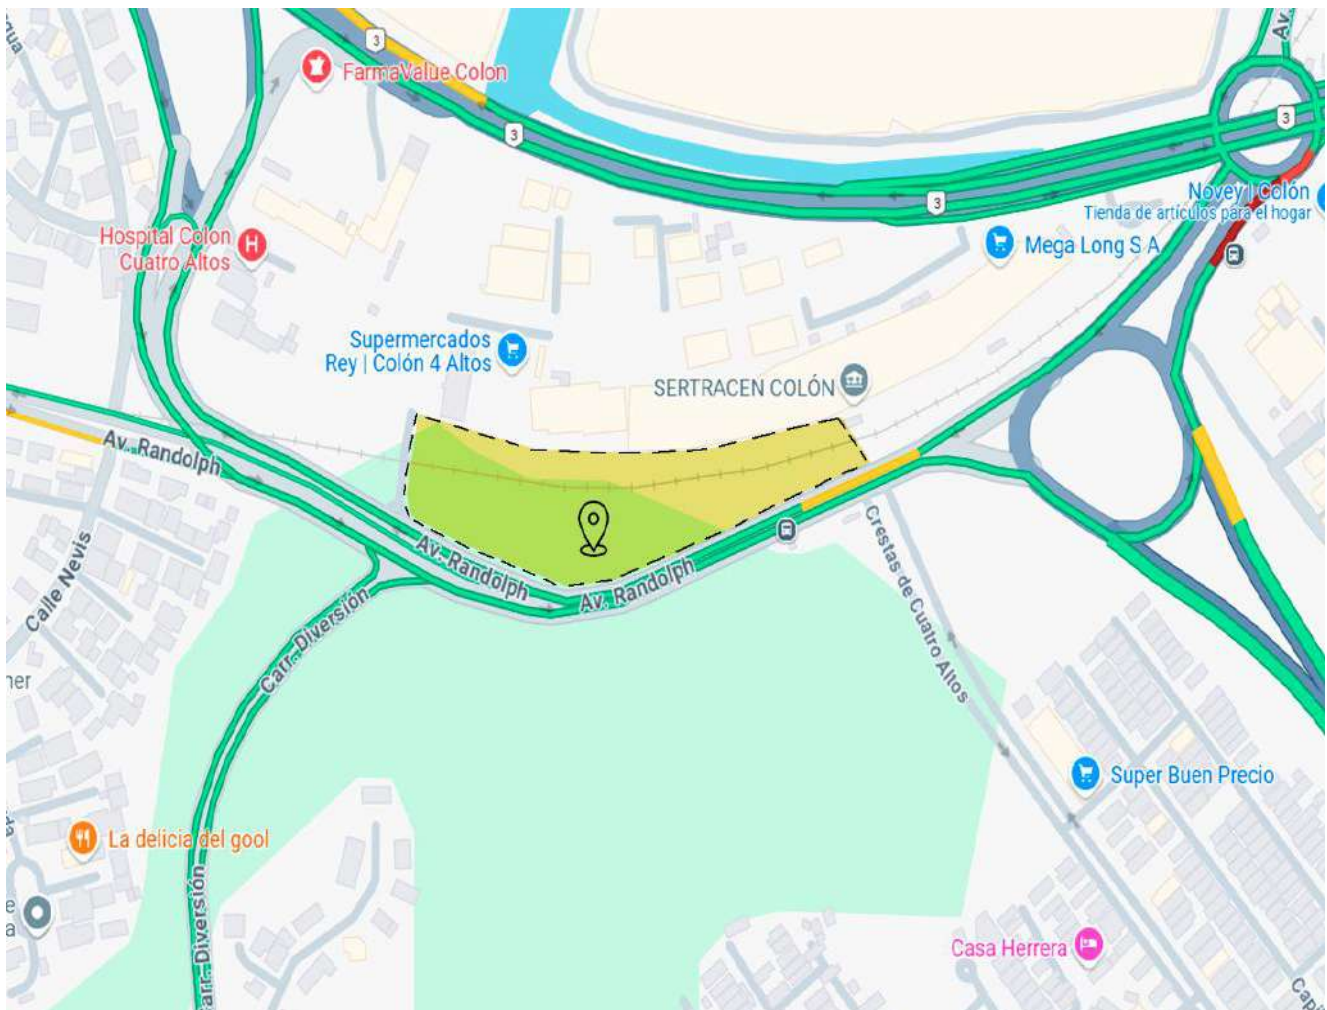 3
Av.
3
FarmaValue Colon
3
3
3
Novey | Colón
Tienda de artículos para el hogar
Hospital Colon
Cuatro Altos
H
Mega Long S A
Supermercados
Rey | Colón 4 Altos
SERTRACEN COLÓN
Av. Randolph
Av. Randolph
Av. Randolph
Crestas de Cuatro Altos
Calle Nevis
Carr. Diversión
Super Buen Precio
La delicia del gool
Carr. Diversión
Casa Herrera